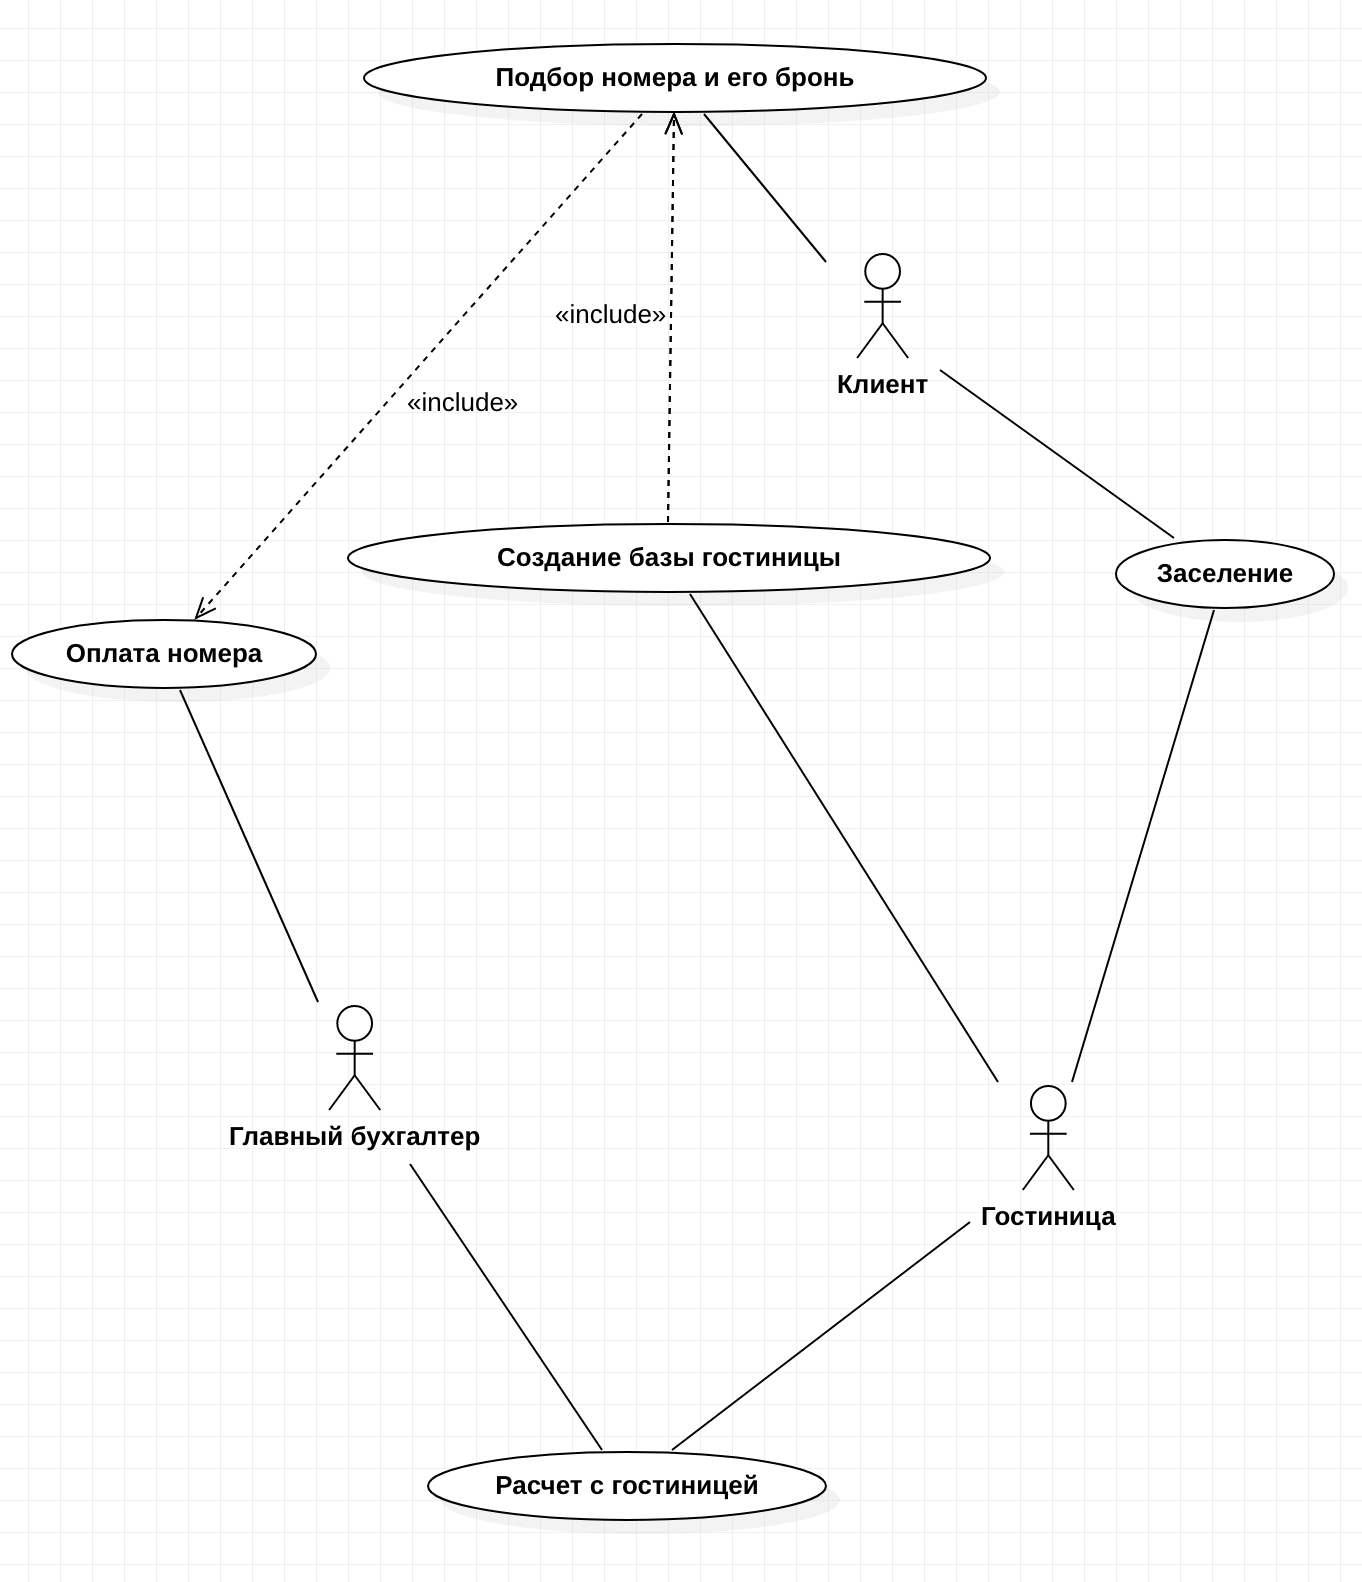 Подбор номера и его бронь
«include»
Клиент
«include»
Создание базы гостиницы
Заселение
Оплата номера
Главный бухгалтер
Гостиница
Расчет с гостиницей